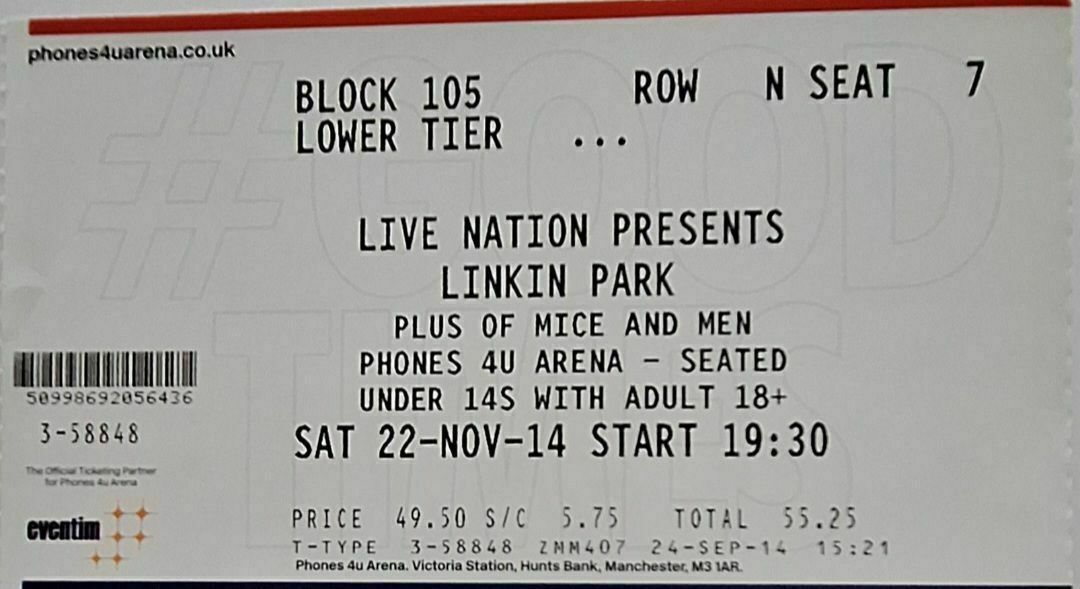 phones4uarena.co.uk
BLOCK 105 ROW N SEAT 7
LOWER TIER ...
#GOOD
TIMES
LIVE NATION PRESENTS
LINKIN PARK
PLUS OF MICE AND MEN
PHONES 4U ARENA - SEATED
UNDER 14S WITH ADULT 18+
SAT 22-NOV-14 START 19:30
50998692056436
3-58848
The Official Ticketing Partner
for Phones 4u Arena
eventim
PRICE 49.50 S/C 5.75 TOTAL 55.25
T-TYPE 3-58848 ZMM407 24-SEP-14 15:21
Phones 4u Arena. Victoria Station, Hunts Bank, Manchester, M3 1AR.